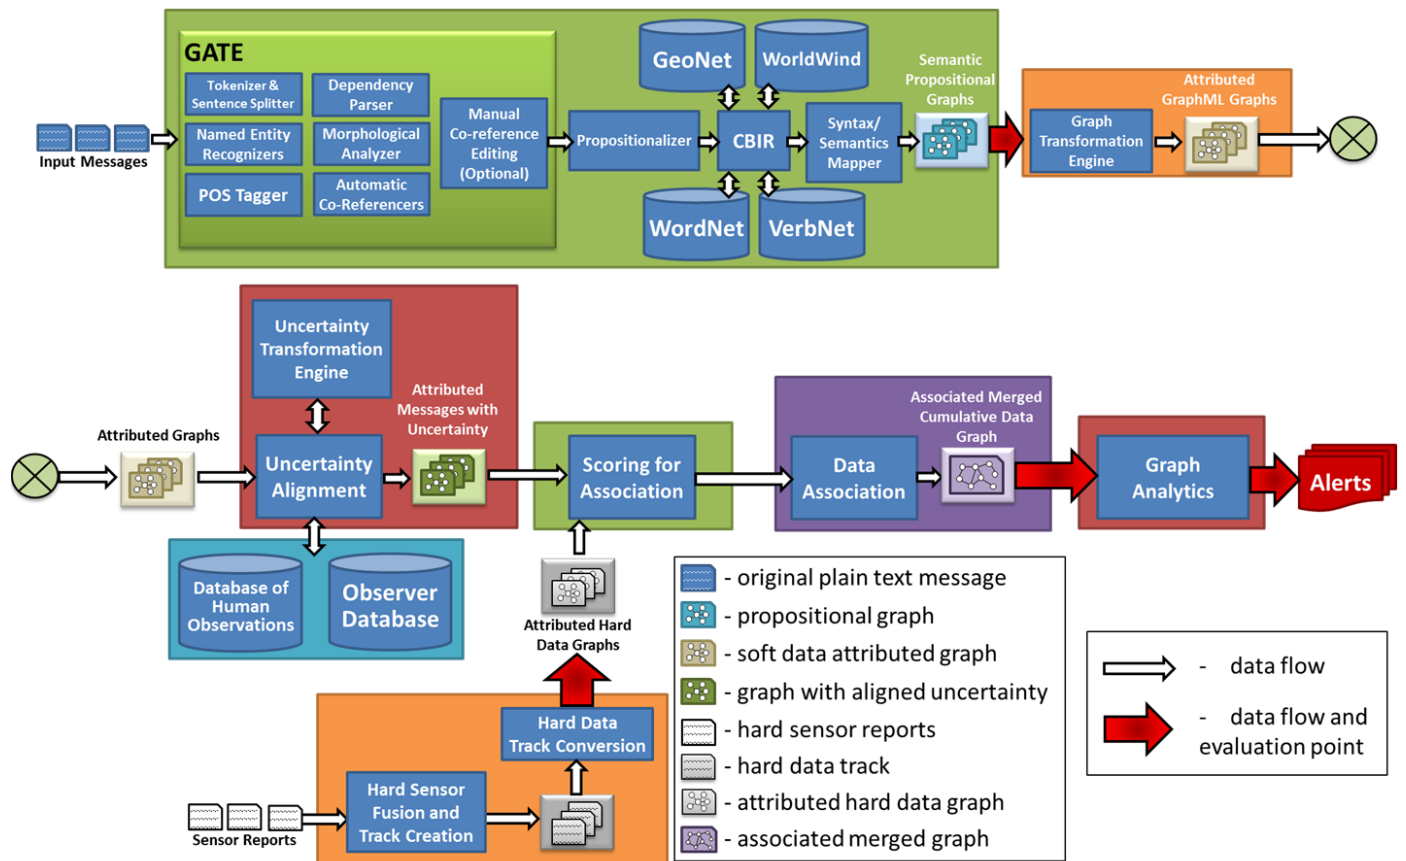 GATE
Tokenizer &
Sentence Splitter
Named Entity
Recognizers
POS Tagger
Dependency
Parser
Morphological
Analyzer
Automatic
Co-Referencers
Manual
Co-reference
Editing
(Optional)
Input Messages
Propositionalizer
GeoNet
WorldWind
CBIR
WordNet
VerbNet
Syntax/
Semantics
Mapper
Semantic
Propositional
Graphs
Graph
Transformation
Engine
Attributed
GraphML Graphs
Attributed Graphs
Uncertainty
Transformation
Engine
Uncertainty
Alignment
Attributed
Messages with
Uncertainty
Database of
Human
Observations
Observer
Database
Scoring for
Association
Attributed Hard
Data Graphs
Hard Data
Track Conversion
Hard Sensor
Fusion and
Track Creation
Sensor Reports
Data
Association
Associated Merged
Cumulative Data
Graph
Graph
Analytics
Alerts
- original plain text message
- propositional graph
- soft data attributed graph
- graph with aligned uncertainty
- hard sensor reports
- hard data track
- attributed hard data graph
- associated merged graph
- data flow
- data flow and
evaluation point